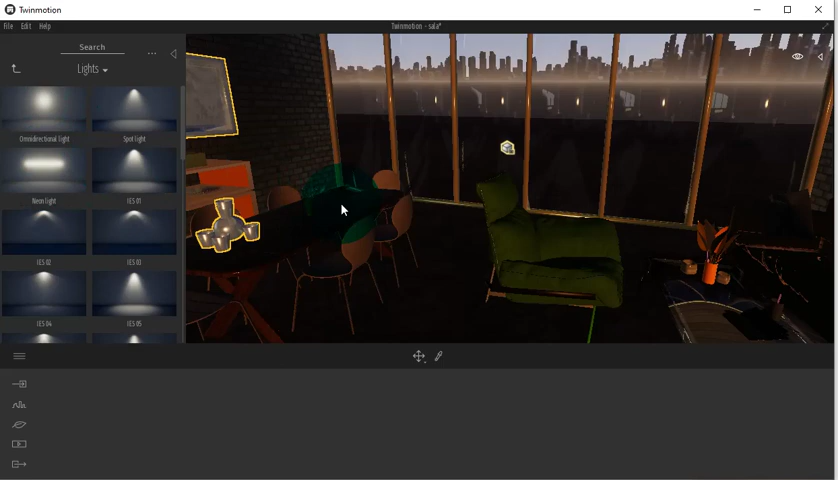 Twinmotion
File Edit Help
Twinmotion - sala*
Search
Lights
Omnidirectional light
Spot light
Neon light
IES 01
IES 02
IES 03
IES 04
IES 05